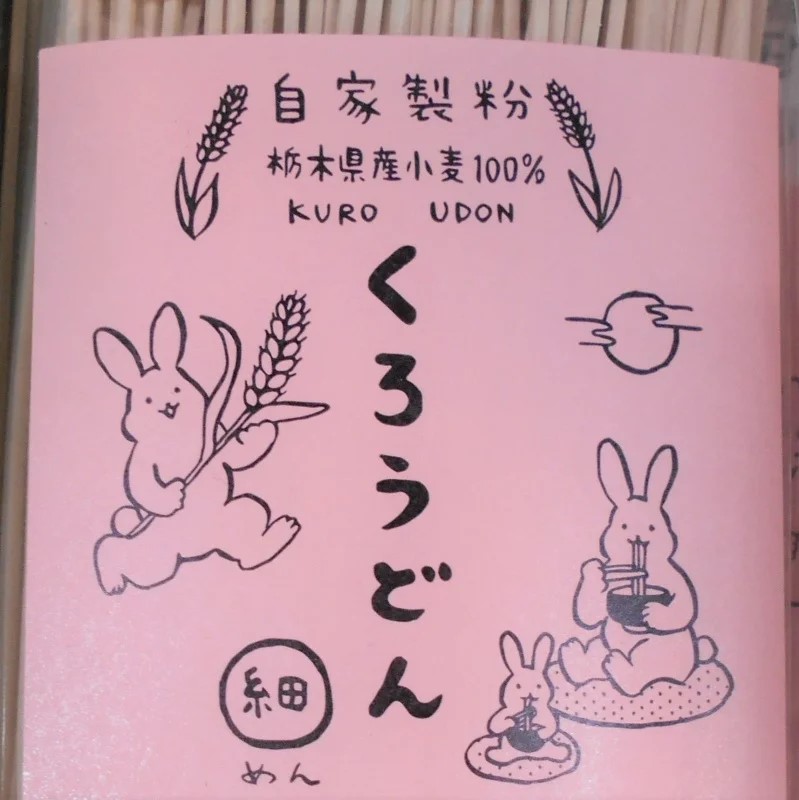 自家製粉
栃木県産小麦100%
KURO UDON
くろうどん
細
めん